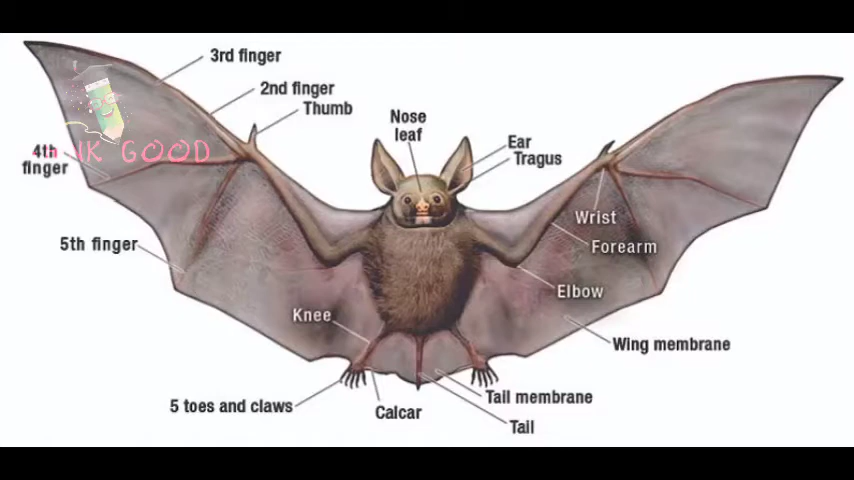 3rd finger
2nd finger
Thumb
Nose
leaf
Ear
Tragus
4th
finger
NK GOOD
5th finger
Wrist
Forearm
Elbow
Knee
Wing membrane
5 toes and claws
Calcar
Tail membrane
Tail